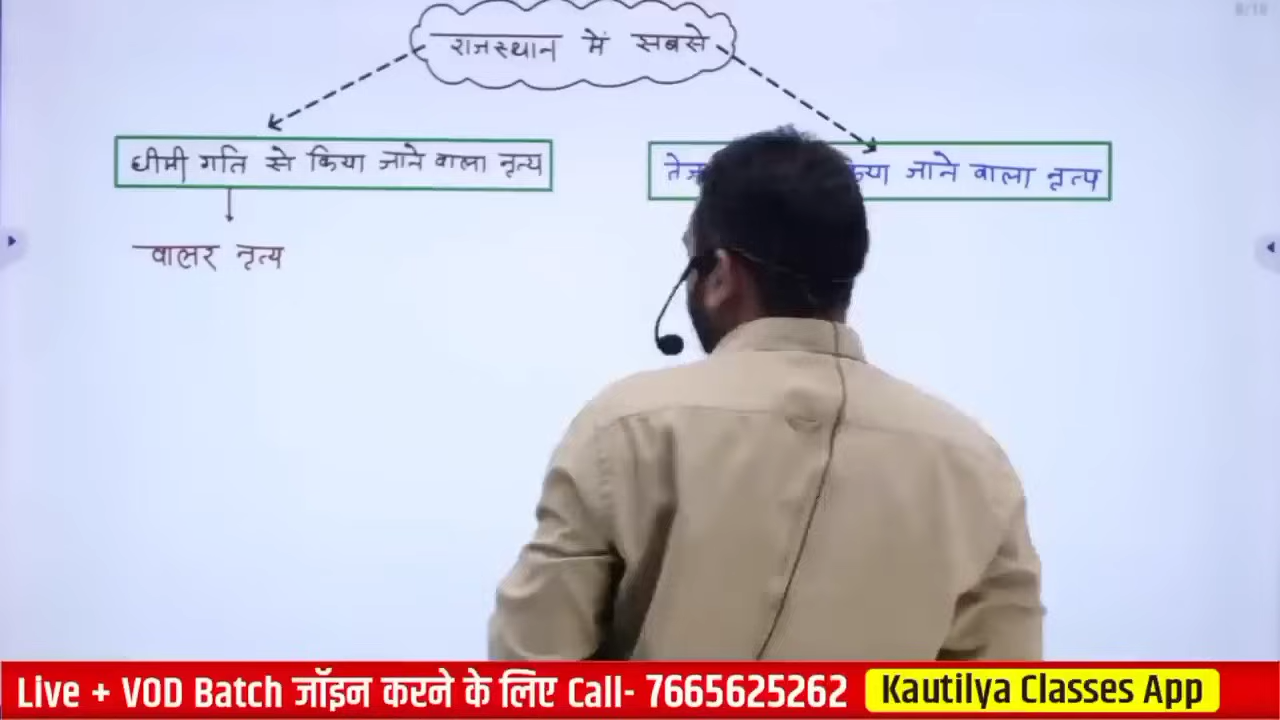 राजस्थान में सबसे
धीमी गति से किया जाने वाला नृत्य
जाने वाला नृत्य
वालर नृत्य
Live + VOD Batch जॉइन करने के लिए Call- 7665625262
Kautilya Classes App